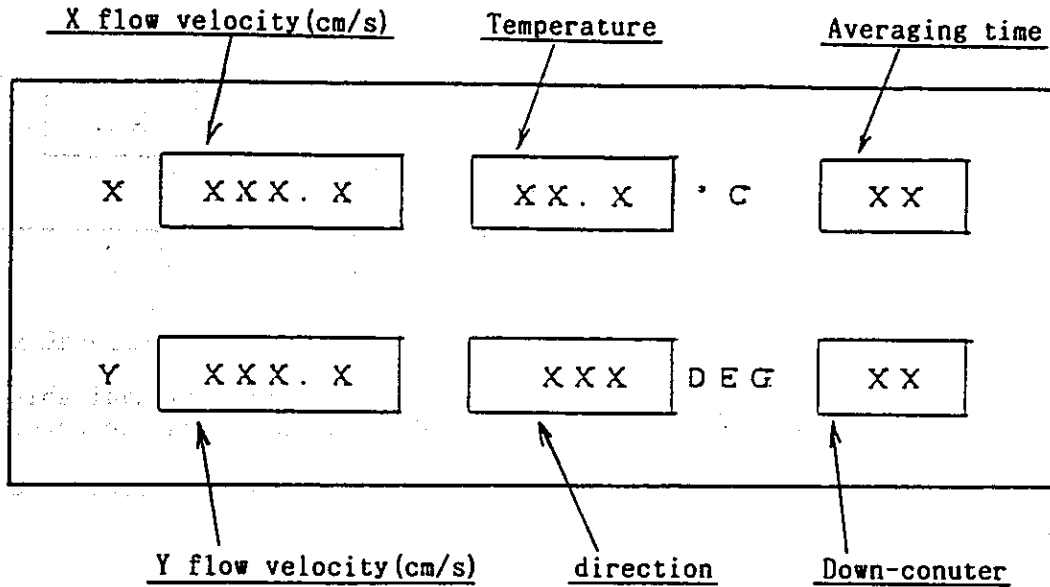 X flow velocity(cm/s) Temperature Averaging time
X XXX.X XX.X °C XX
Y XXX.X XXX DEG XX
Y flow velocity(cm/s) direction Down-conuter